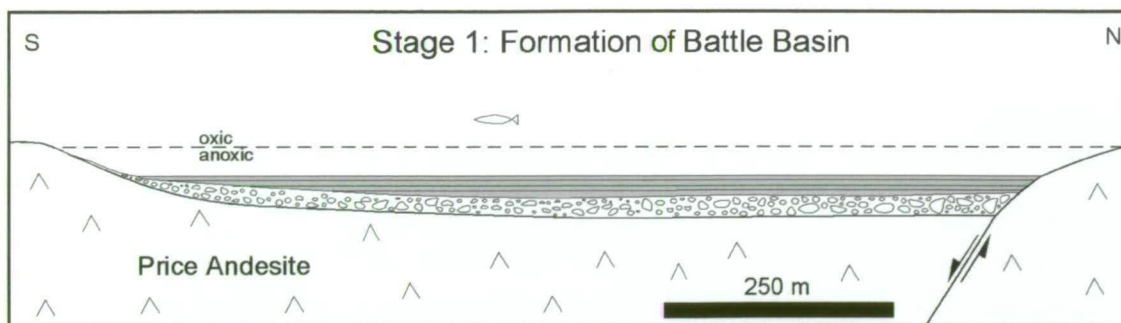 S
Stage 1: Formation of Battle Basin
N
oxic
anoxic
Price Andesite
250 m